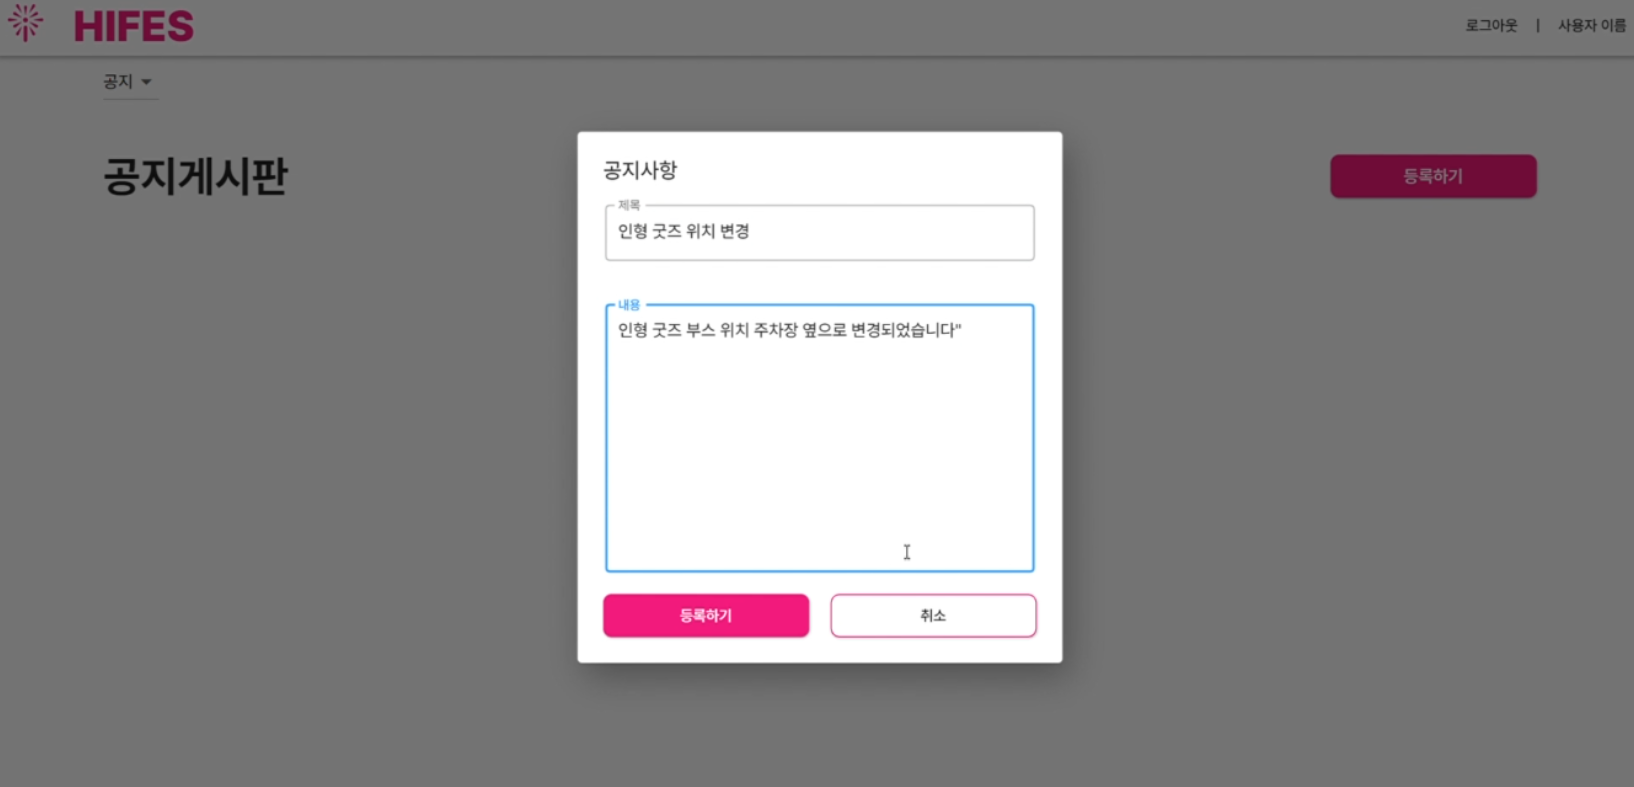 HIFES
로그아웃 | 사용자 이름
공지
공지게시판
등록하기
공지사항
제목
인형 굿즈 위치 변경
내용
인형 굿즈 부스 위치 주차장 옆으로 변경되었습니다"
등록하기
취소